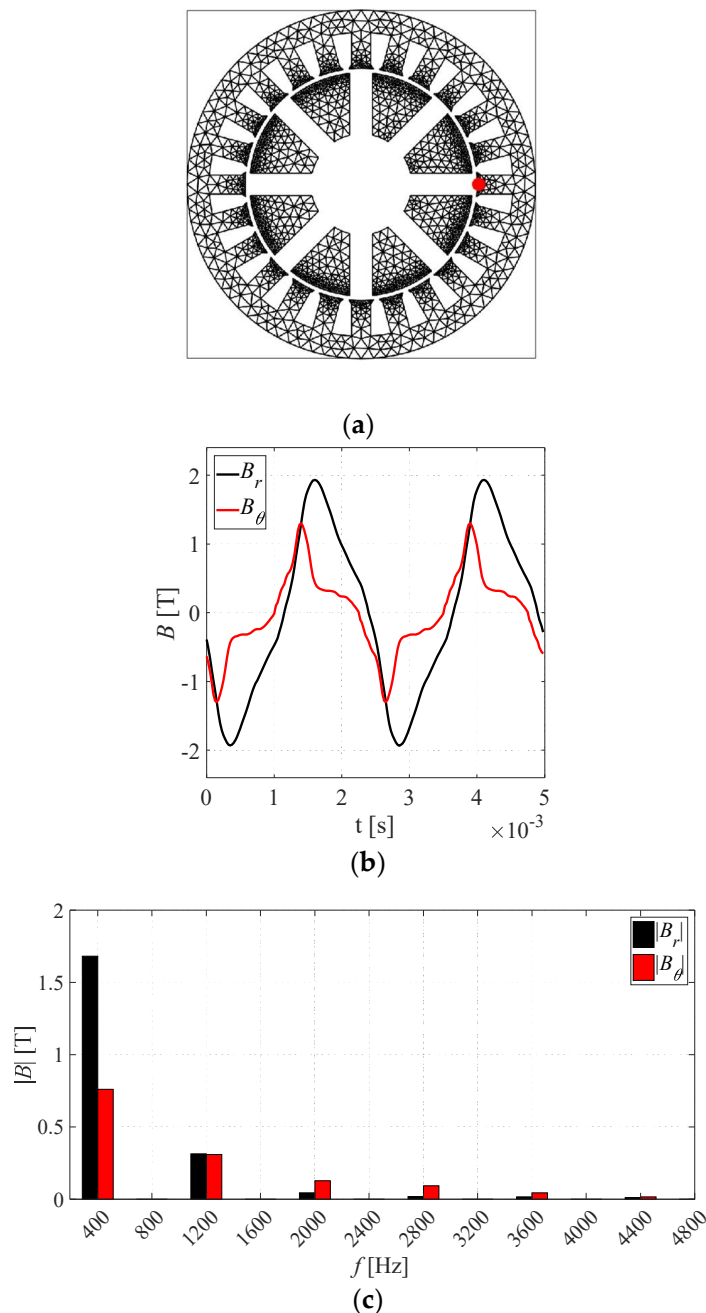 (a)
B_r
B_θ
B [T]
2
1
0
-1
-2
0 1 2 3 4 5
t [s]
×10^-3
(b)
|B_r|
|B_θ|
|B| [T]
2
1.5
1
0.5
0
400 800 1200 1600 2000 2400 2800 3200 3600 4000 4400 4800
f [Hz]
(c)